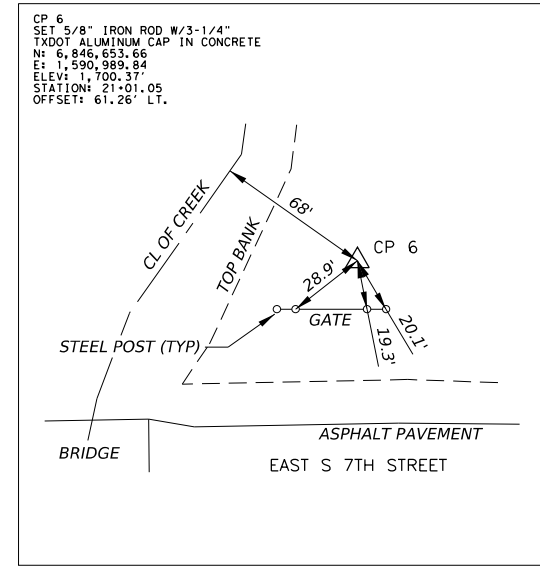 CP 6
SET 5/8" IRON ROD W/3-1/4"
TXDOT ALUMINUM CAP IN CONCRETE
N: 6,846,653.66
E: 1,590,989.84
ELEV: 1,700.37'
STATION: 21+01.05
OFFSET: 61.26' LT.
CL OF CREEK
68'
TOP BANK
CP 6
28.9'
GATE
20.1'
19.3'
STEEL POST (TYP)
ASPHALT PAVEMENT
BRIDGE
EAST S 7TH STREET